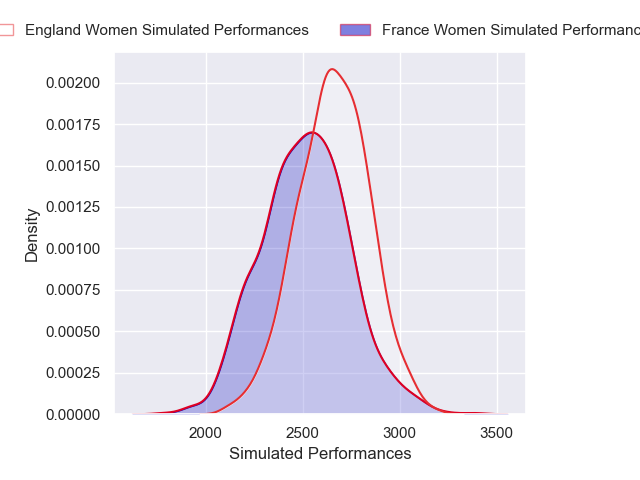 England Women Simulated Performances
France Women Simulated Performanc
0.00200
0.00175
0.00150
0.00125
0.00100
0.00075
0.00050
0.00025
0.00000
Density
2000 2500 3000 3500
Simulated Performances